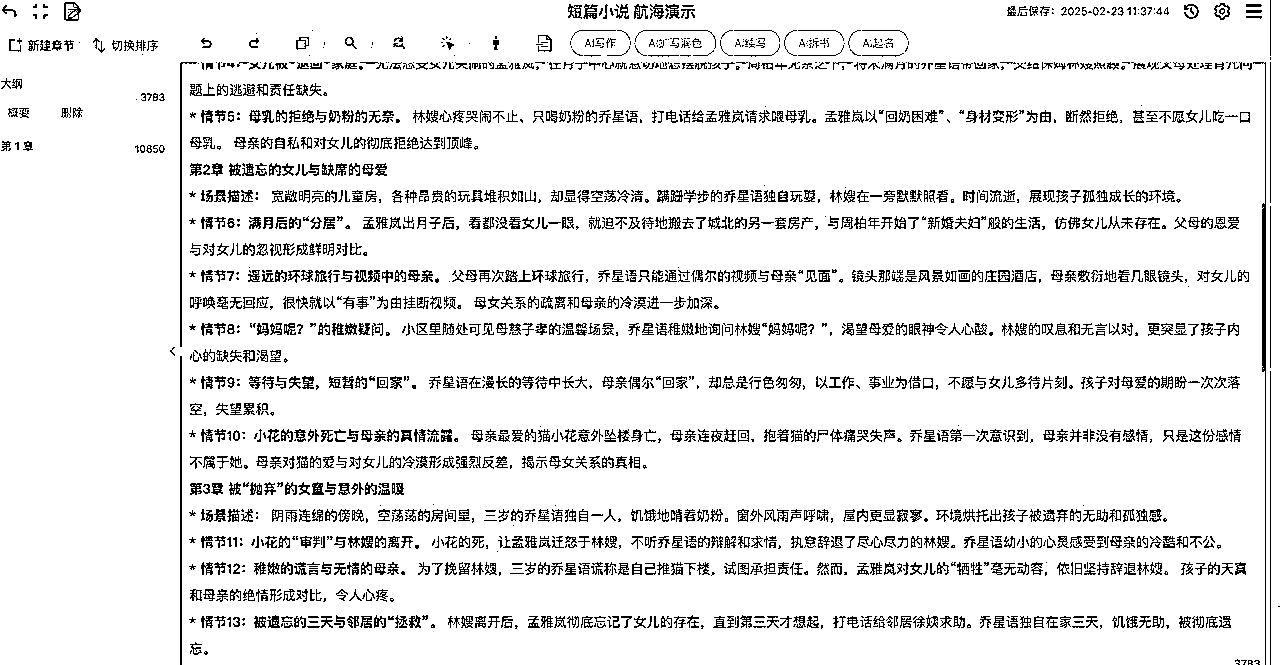 短篇小说 航海演示
最后保存：2025-02-23 11:37:44
新建章节
切换排序
AI写作
AI扩写润色
AI续写
AI拆书
AI起名
大纲
3783
概要
删除
第1章
10850
题上的逃避和责任缺失。
* 情节5：母乳的拒绝与奶粉的无奈。 林嫂心疼哭闹不止、只喝奶粉的乔星语，打电话给孟雅岚请求喂母乳。孟雅岚以“回奶困难”、“身材变形”为由，断然拒绝，甚至不愿女儿吃一口
母乳。 母亲的自私和对女儿的彻底拒绝达到顶峰。
第2章 被遗忘的女儿与缺席的母爱
* 场景描述： 宽敞明亮的儿童房，各种昂贵的玩具堆积如山，却显得空荡冷清。蹒跚学步的乔星语独自玩耍，林嫂在一旁默默照看。时间流逝，展现孩子孤独成长的环境。
* 情节6：满月后的“分居”。 孟雅岚出月子后，看都没看女儿一眼，就迫不及待地搬去了城北的另一套房产，与周柏年开始了“新婚夫妇”般的生活，仿佛女儿从未存在。父母的恩爱
与对女儿的忽视形成鲜明对比。
* 情节7：遥远的环球旅行与视频中的母亲。 父母再次踏上环球旅行，乔星语只能通过偶尔的视频与母亲“见面”。镜头那端是风景如画的庄园酒店，母亲敷衍地看几眼镜头，对女儿的
呼唤毫无回应，很快就以“有事”为由挂断视频。 母女关系的疏离和母亲的冷漠进一步加深。
* 情节8：“妈妈呢？”的稚嫩疑问。 小区里随处可见母慈子孝的温馨场景，乔星语稚嫩地询问林嫂“妈妈呢？”，渴望母爱的眼神令人心酸。林嫂的叹息和无言以对，更突显了孩子内
心的缺失和渴望。
* 情节9：等待与失望，短暂的“回家”。 乔星语在漫长的等待中长大，母亲偶尔“回家”，却总是行色匆匆，以工作、事业为借口，不愿与女儿多待片刻。孩子对母爱的期盼一次次落
空，失望累积。
* 情节10：小花的意外死亡与母亲的真情流露。 母亲最爱的猫小花意外坠楼身亡，母亲连夜赶回，抱着猫的尸体痛哭失声。乔星语第一次意识到，母亲并非没有感情，只是这份感情
不属于她。母亲对猫的爱与对女儿的冷漠形成强烈反差，揭示母女关系的真相。
第3章 被“抛弃”的女童与意外的温暖
* 场景描述： 阴雨连绵的傍晚，空荡荡的房间里，三岁的乔星语独自一人，饥饿地啃着奶粉。窗外风雨声呼啸，屋内更显寂寥。环境烘托出孩子被遗弃的无助和孤独感。
* 情节11：小花的“审判”与林嫂的离开。 小花的死，让孟雅岚迁怒于林嫂，不听乔星语的辩解和求情，执意辞退了尽心尽力的林嫂。乔星语幼小的心灵感受到母亲的冷酷和不公。
* 情节12：稚嫩的谎言与无情的母亲。 为了挽留林嫂，三岁的乔星语谎称是自己推猫下楼，试图承担责任。然而，孟雅岚对女儿的“牺牲”毫无动容，依旧坚持辞退林嫂。 孩子的天真
和母亲的绝情形成对比，令人心疼。
* 情节13：被遗忘的三天与邻居的“拯救”。 林嫂离开后，孟雅岚彻底忘记了女儿的存在，直到第三天才想起，打电话给邻居徐姨求助。乔星语独自在家三天，饥饿无助，被彻底遗
忘。
3783